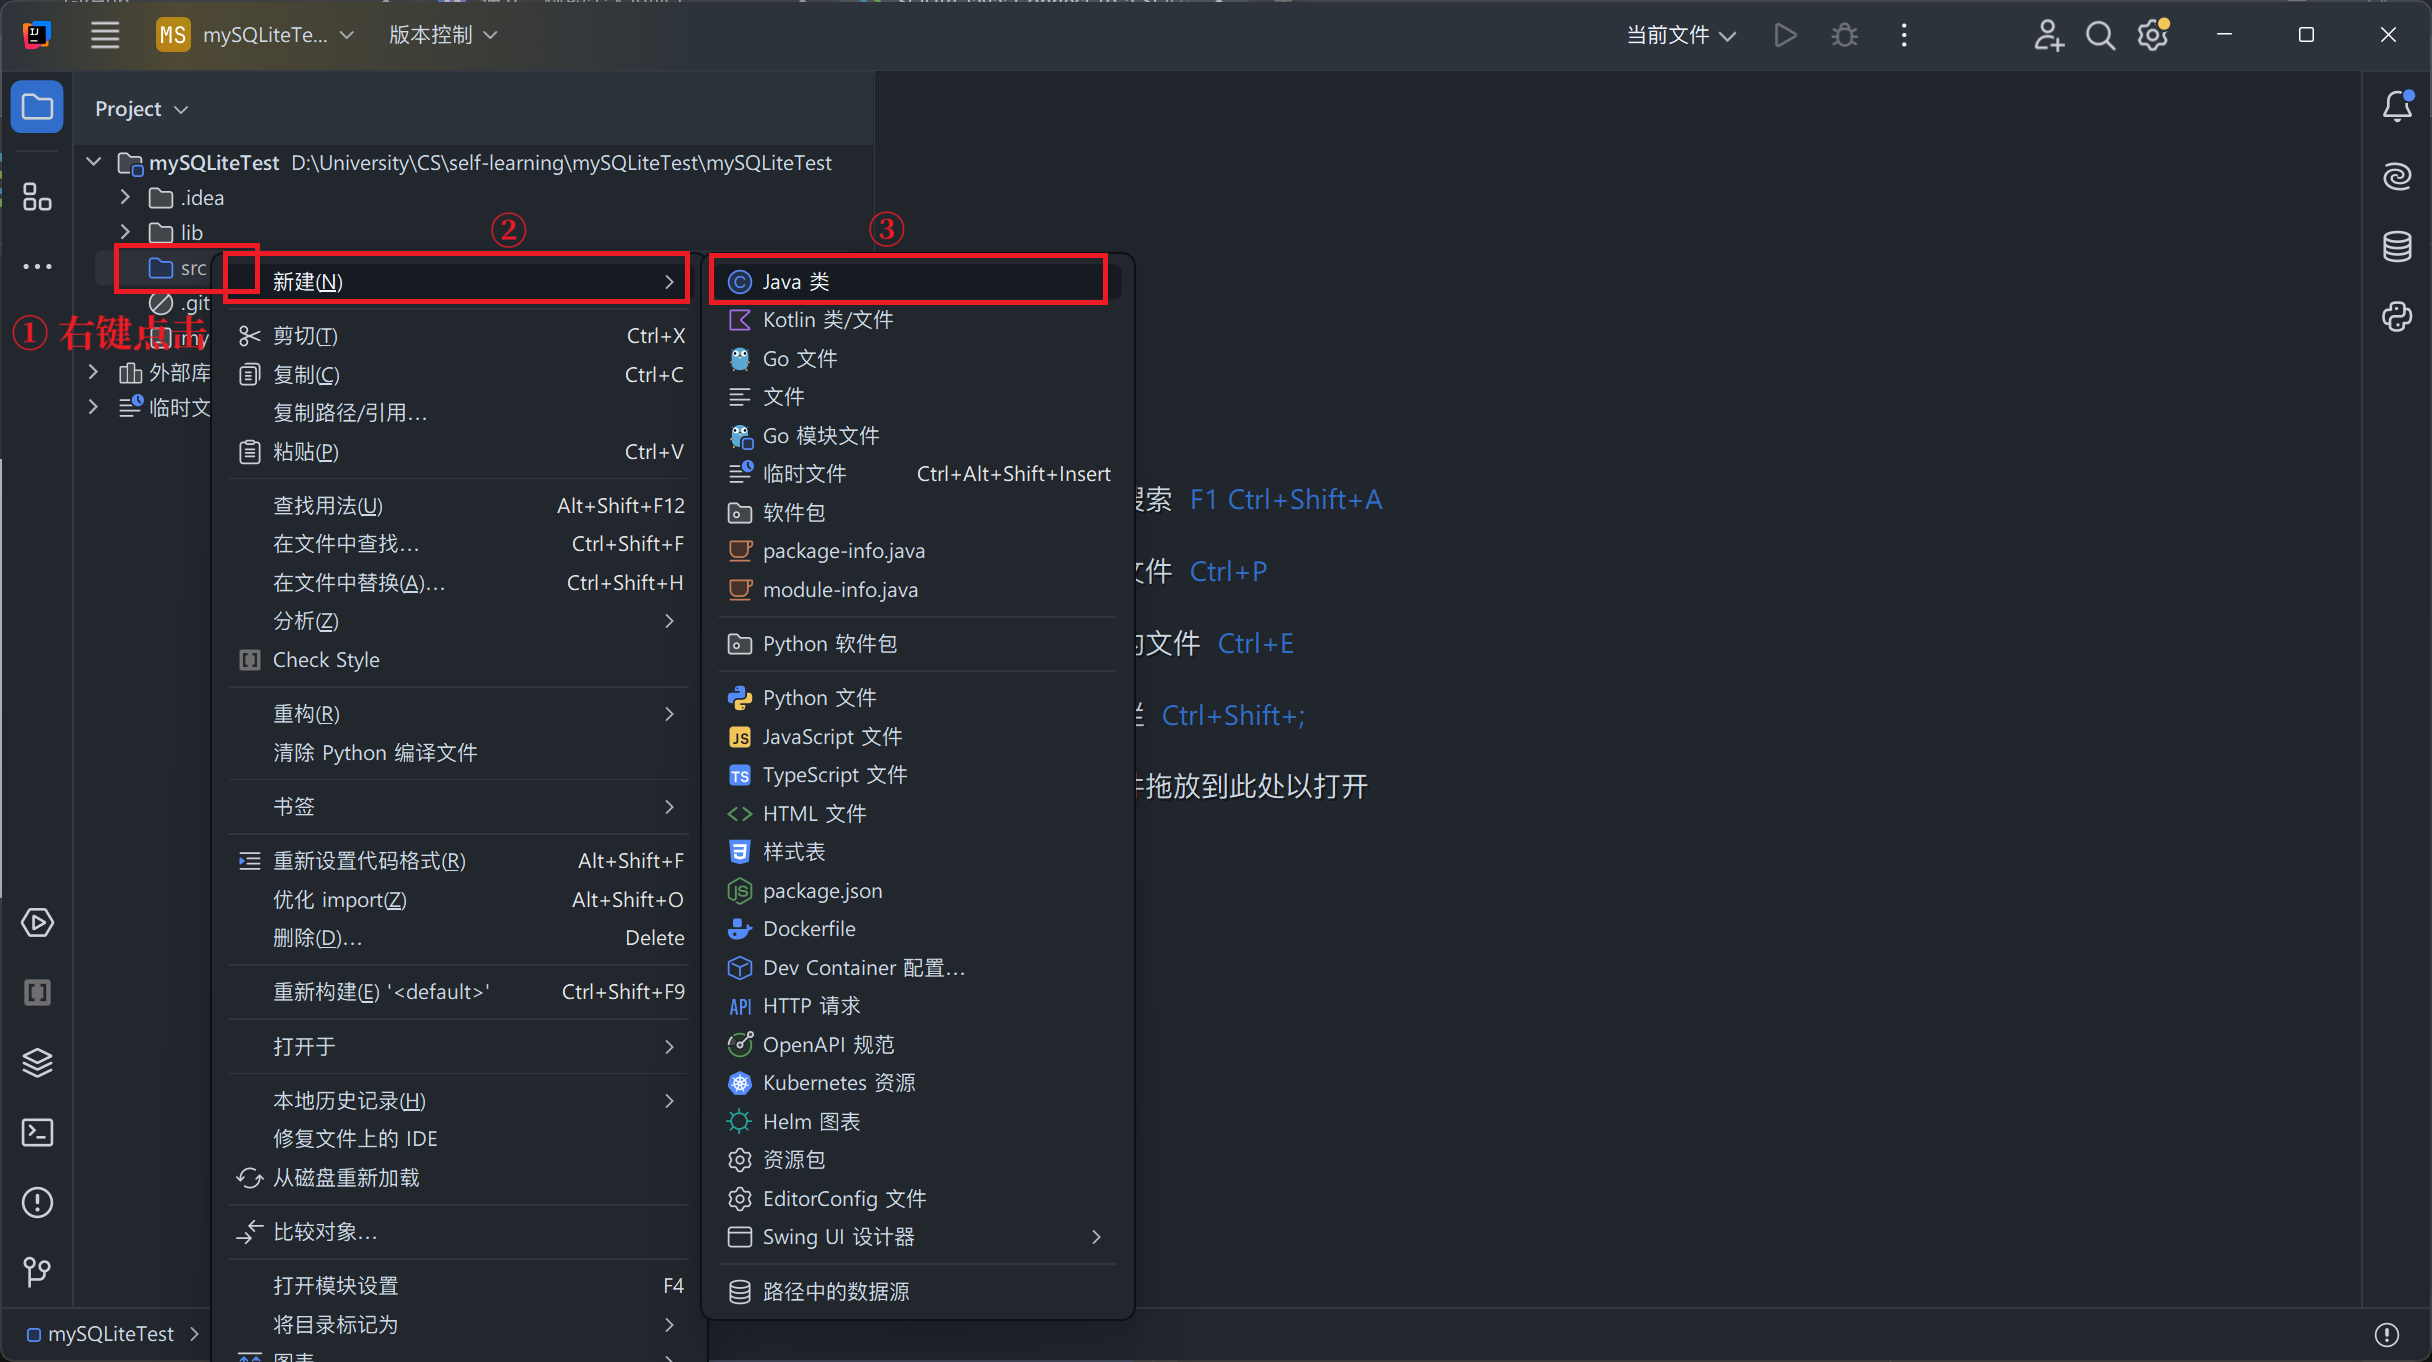 MS mySQLiteTe... 版本控制 当前文件
Project
mySQLiteTest D:\University\CS\self-learning\mySQLiteTest\mySQLiteTest
.idea
lib
src
.git
my
外部库
临时文
① 右键点击
②
③
新建(N)
剪切(T) Ctrl+X
复制(C) Ctrl+C
复制路径/引用...
粘贴(P) Ctrl+V
查找用法(U) Alt+Shift+F12
在文件中查找... Ctrl+Shift+F
在文件中替换(A)... Ctrl+Shift+H
分析(Z)
Check Style
重构(R)
清除 Python 编译文件
书签
重新设置代码格式(R) Alt+Shift+F
优化 import(Z) Alt+Shift+O
删除(D)... Delete
重新构建(E) '<default>' Ctrl+Shift+F9
打开于
本地历史记录(H)
修复文件上的 IDE
从磁盘重新加载
比较对象...
打开模块设置 F4
将目录标记为
图表
Java 类
Kotlin 类/文件
Go 文件
文件
Go 模块文件
临时文件 Ctrl+Alt+Shift+Insert
软件包
package-info.java
module-info.java
Python 软件包
Python 文件
JavaScript 文件
TypeScript 文件
HTML 文件
样式表
package.json
Dockerfile
Dev Container 配置...
API HTTP 请求
OpenAPI 规范
Kubernetes 资源
Helm 图表
资源包
EditorConfig 文件
Swing UI 设计器
路径中的数据源
搜索 F1 Ctrl+Shift+A
文件 Ctrl+P
的文件 Ctrl+E
Ctrl+Shift+;
拖放到此处以打开
mySQLiteTest